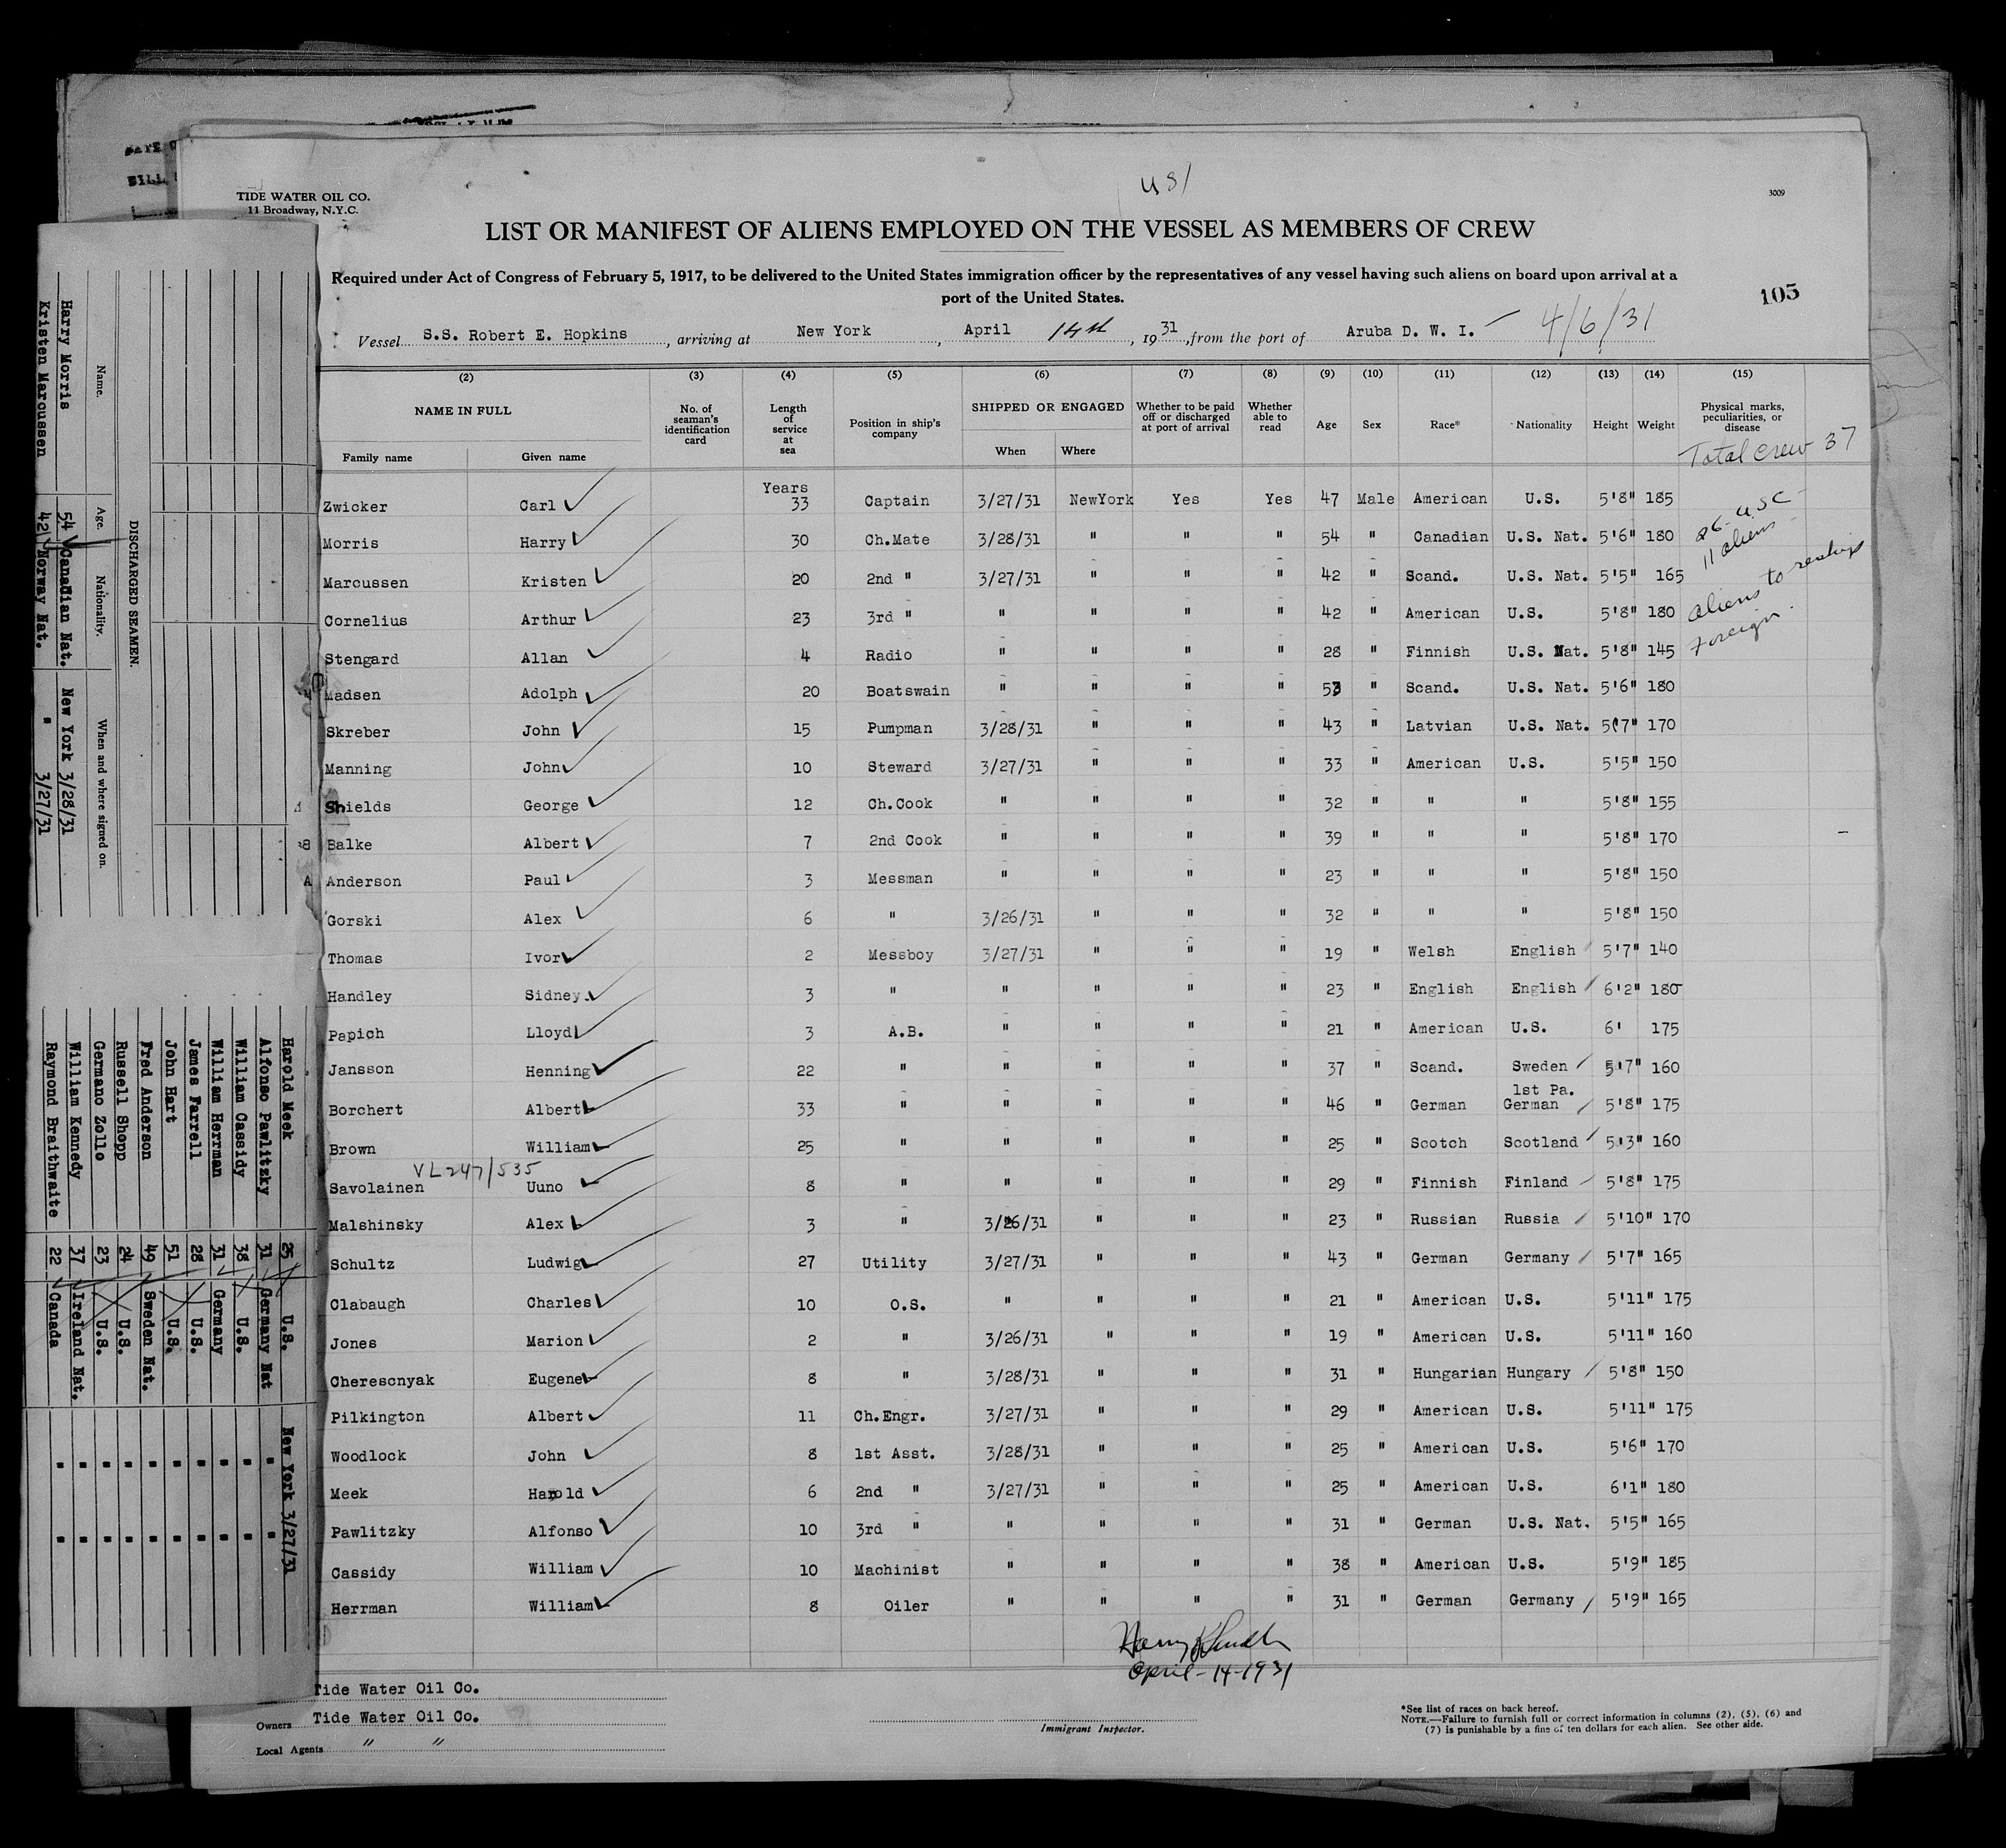 U S 1
TIDE WATER OIL CO.
11 Broadway, N.Y.C.
3009
LIST OR MANIFEST OF ALIENS EMPLOYED ON THE VESSEL AS MEMBERS OF CREW
Required under Act of Congress of February 5, 1917, to be delivered to the United States immigration officer by the representatives of any vessel having such aliens on board upon arrival at a
port of the United States.
105
Vessel S.S. Robert E. Hopkins, arriving at New York, April 14th, 1931, from the port of Aruba D. W. I. 4/6/31
(2) (3) (4) (5) (6) (7) (8) (9) (10) (11) (12) (13) (14) (15)
NAME IN FULL No. of seaman's identification card Length of service at sea Position in ship's company SHIPPED OR ENGAGED Whether to be paid off or discharged at port of arrival Whether able to read Age Sex Race* Nationality Height Weight Physical marks, peculiarities, or disease
Family name Given name When Where
Total crew 37
26 USC
11 aliens
aliens to reship
foreign.
Years
Zwicker Carl 33 Captain 3/27/31 NewYork Yes Yes 47 Male American U.S. 5'8" 185
Morris Harry 30 Ch.Mate 3/28/31 " " " 54 " Canadian U.S. Nat. 5'6" 180
Marcussen Kristen 20 2nd " 3/27/31 " " " 42 " Scand. U.S. Nat. 5'5" 165
Cornelius Arthur 23 3rd " " " " " 42 " American U.S. 5'8" 180
Stengard Allan 4 Radio " " " " 28 " Finnish U.S. Nat. 5'8" 145
Madsen Adolph 20 Boatswain " " " " 53 " Scand. U.S. Nat. 5'6" 180
Skreber John 15 Pumpman 3/28/31 " " " 43 " Latvian U.S. Nat. 5'7" 170
Manning John 10 Steward 3/27/31 " " " 33 " American U.S. 5'5" 150
Shields George 12 Ch.Cook " " " " 32 " " " 5'8" 155
Balke Albert 7 2nd Cook " " " " 39 " " " 5'8" 170
Anderson Paul 3 Messman " " " " 23 " " " 5'8" 150
Gorski Alex 6 " 3/26/31 " " " 32 " " " 5'8" 150
Thomas Ivor 2 Messboy 3/27/31 " " " 19 " Welsh English 5'7" 140
Handley Sidney. 3 " " " " " 23 " English English 6'2" 180
Papich Lloyd 3 A.B. " " " " 21 " American U.S. 6' 175
Jansson Henning 22 " " " " " 37 " Scand. Sweden 5'7" 160
1st Pa.
Borchert Albert 33 " " " " " 46 " German German 5'8" 175
Brown William 25 " " " " " 25 " Scotch Scotland 5'3" 160
VL 247/535
Savolainen Uuno 8 " " " " " 29 " Finnish Finland 5'8" 175
Malshinsky Alex 3 " 3/26/31 " " " 23 " Russian Russia 5'10" 170
Schultz Ludwig 27 Utility 3/27/31 " " " 43 " German Germany 5'7" 165
Clabaugh Charles 10 O.S. " " " " 21 " American U.S. 5'11" 175
Jones Marion 2 " 3/26/31 " " " 19 " American U.S. 5'11" 160
Cherescnyak Eugene 8 " 3/28/31 " " " 31 " Hungarian Hungary 5'8" 150
Pilkington Albert 11 Ch.Engr. 3/27/31 " " " 29 " American U.S. 5'11" 175
Woodlock John 8 1st Asst. 3/28/31 " " " 25 " American U.S. 5'6" 170
Meek Harold 6 2nd " 3/27/31 " " " 25 " American U.S. 6'1" 180
Pawlitzky Alfonso 10 3rd " " " " " 31 " German U.S. Nat. 5'5" 165
Cassidy William 10 Machinist " " " " 38 " American U.S. 5'9" 185
Herrman William 8 Oiler " " " " 31 " German Germany 5'9" 165
April-14-1931
Tide Water Oil Co.
Owners Tide Water Oil Co.
Local Agents " "
Immigrant Inspector.
*See list of races on back hereof.
NOTE.—Failure to furnish full or correct information in columns (2), (5), (6) and
(7) is punishable by a fine of ten dollars for each alien. See other side.
DISCHARGED SEAMEN.
Name. Age. Nationality. When and where signed on.
Harry Morris 54 Canadian Nat. New York 3/28/31
Kristen Marcussen 42 Norway Nat. " 3/27/31
Harold Meek 25 U.S. New York 3/27/31
Alfonso Pawlitzky 31 Germany Nat " "
William Cassidy 38 U.S. " "
William Herrman 31 Germany " "
James Farrell 28 U.S. " "
John Hart 51 U.S. " "
Fred Anderson 49 Sweden Nat. " "
Russell Shopp 24 U.S. " "
Germano Zollo 23 U.S. " "
William Kennedy 37 Ireland Nat. " "
Raymond Braithwaite 22 Canada " "